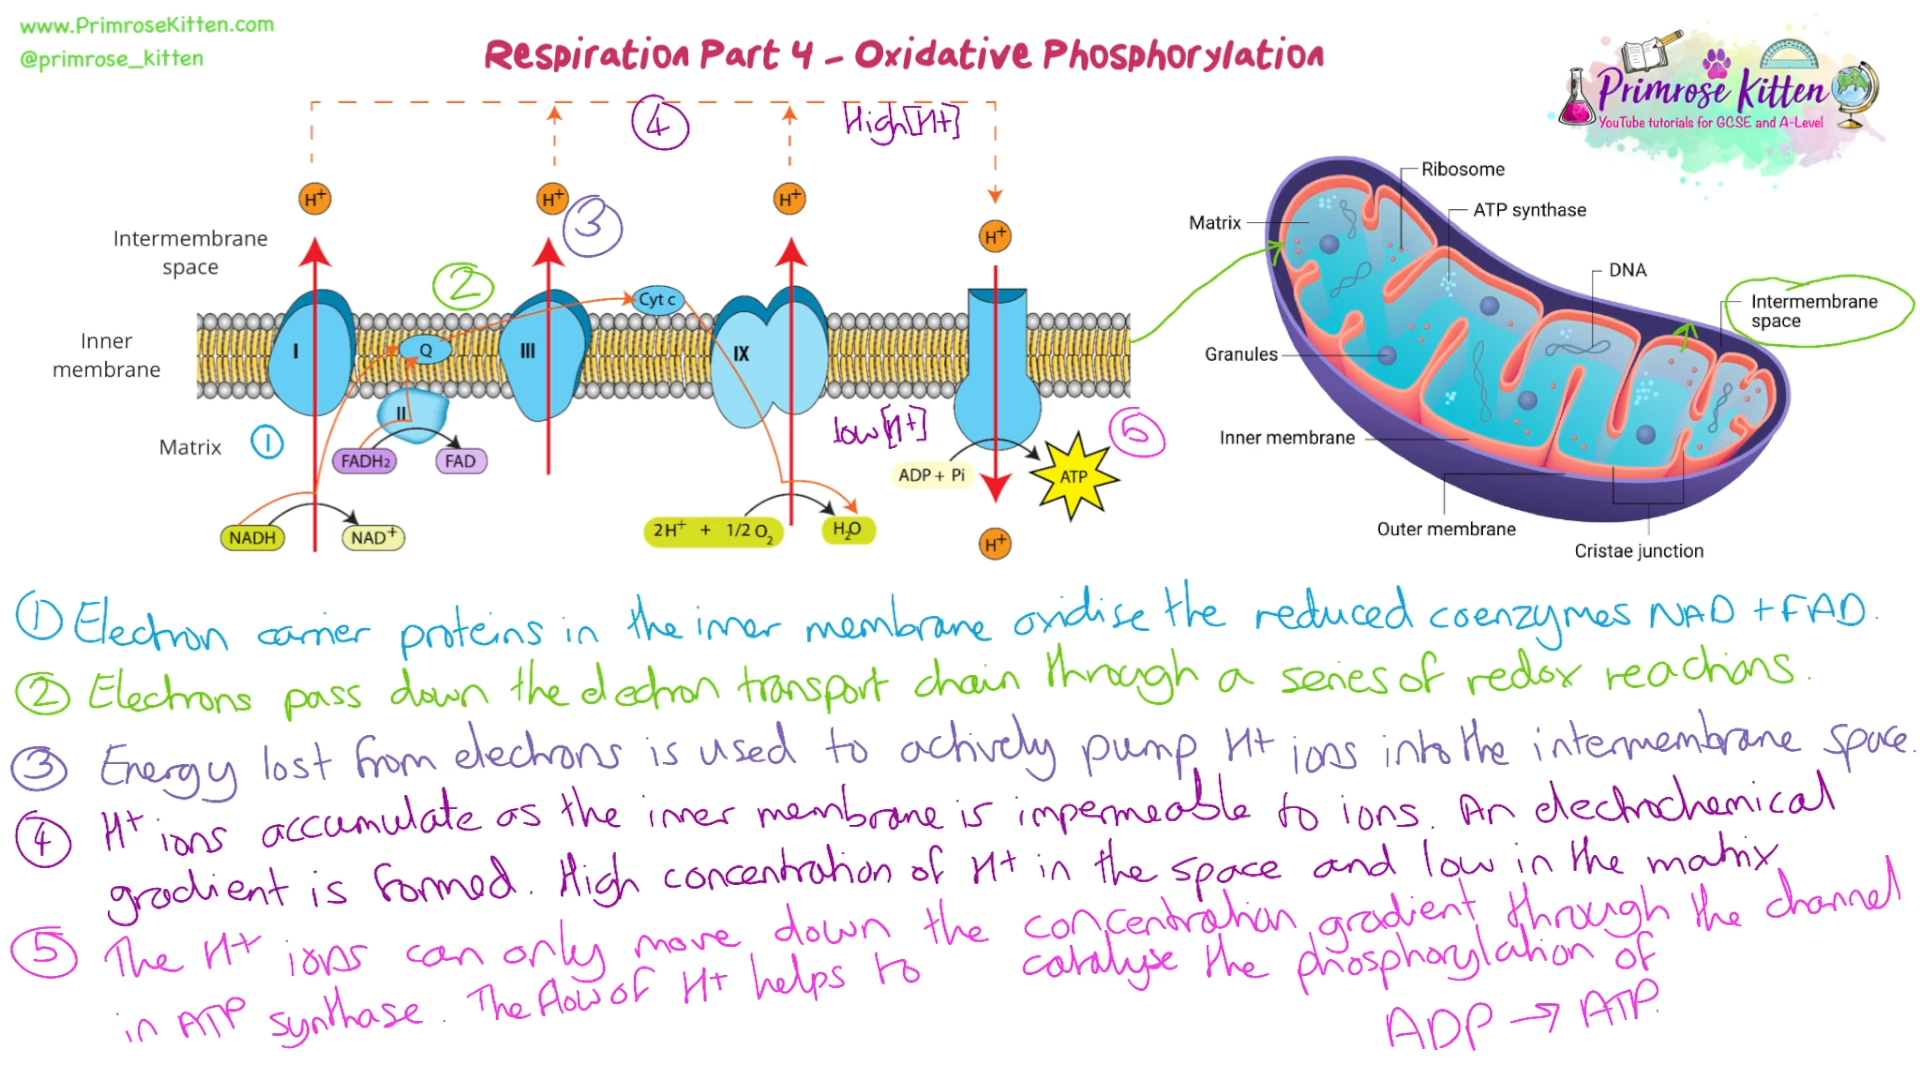 www.PrimroseKitten.com
@primrose_kitten
Respiration Part 4 - Oxidative Phosphorylation
Primrose Kitten
YouTube tutorials for GCSE and A-Level
4
High[H+]
H+
H+
H+
H+
3
Intermembrane
space
2
Cyt c
Inner
membrane
I
Q
III
IX
II
Matrix
1
low[H+]
5
FADH2
FAD
ADP + Pi
ATP
NADH
NAD+
2H+ + 1/2 O2
H2O
H+
Ribosome
Matrix
ATP synthase
DNA
Intermembrane
space
Granules
Inner membrane
Outer membrane
Cristae junction
1 Electron carrier proteins in the inner membrane oxidise the reduced coenzymes NAD + FAD.
2 Electrons pass down the electron transport chain through a series of redox reactions.
3 Energy lost from electrons is used to actively pump H+ ions into the intermembrane space.
4 H+ ions accumulate as the inner membrane is impermeable to ions. An electrochemical
gradient is formed. High concentration of H+ in the space and low in the matrix
5 The H+ ions can only move down the concentration gradient through the channel
in ATP synthase. The flow of H+ helps to catalyse the phosphorylation of
ADP → ATP.